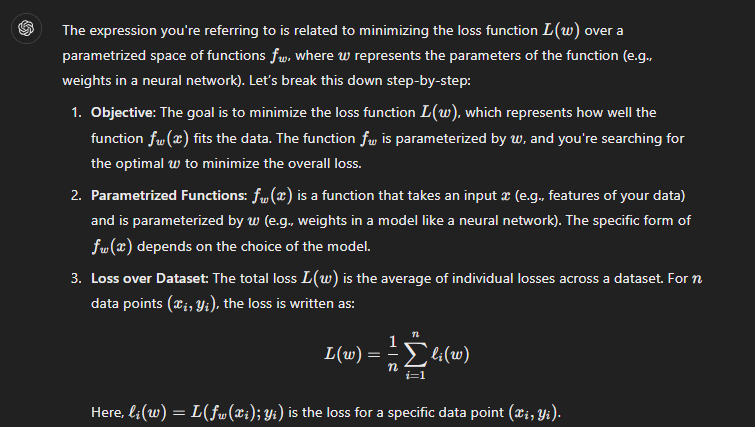 The expression you're referring to is related to minimizing the loss function L(w) over a
parametrized space of functions f_w, where w represents the parameters of the function (e.g.,
weights in a neural network). Let's break this down step-by-step:
1. Objective: The goal is to minimize the loss function L(w), which represents how well the
function f_w(x) fits the data. The function f_w is parameterized by w, and you're searching for
the optimal w to minimize the overall loss.
2. Parametrized Functions: f_w(x) is a function that takes an input x (e.g., features of your data)
and is parameterized by w (e.g., weights in a model like a neural network). The specific form of
f_w(x) depends on the choice of the model.
3. Loss over Dataset: The total loss L(w) is the average of individual losses across a dataset. For n
data points (x_i, y_i), the loss is written as:
L(w) = \frac{1}{n} \sum_{i=1}^{n} ℓ_i(w)
Here, ℓ_i(w) = L(f_w(x_i); y_i) is the loss for a specific data point (x_i, y_i).